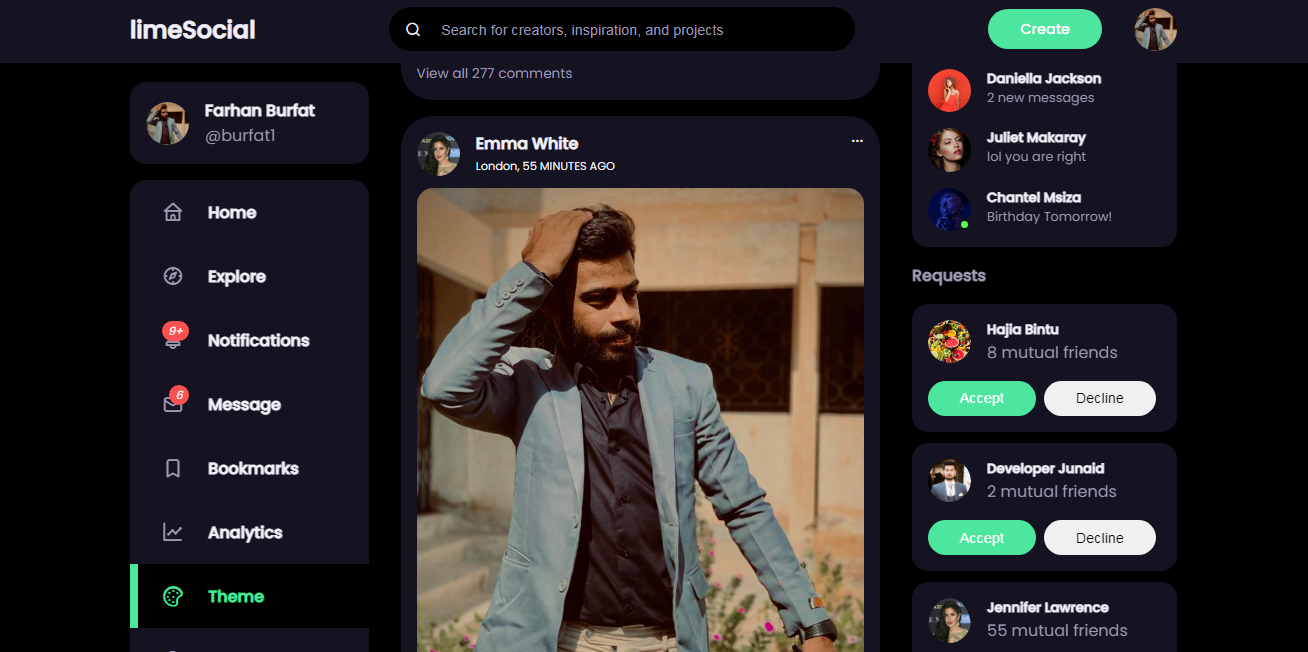 limeSocial
Search for creators, inspiration, and projects
Create
Farhan Burfat
@burfat1
Home
Explore
9+
Notifications
6
Message
Bookmarks
Analytics
Theme
View all 277 comments
Emma White
London, 55 MINUTES AGO
...
Daniella Jackson
2 new messages
Juliet Makaray
lol you are right
Chantel Msiza
Birthday Tomorrow!
Requests
Hajia Bintu
8 mutual friends
Accept
Decline
Developer Junaid
2 mutual friends
Accept
Decline
Jennifer Lawrence
55 mutual friends